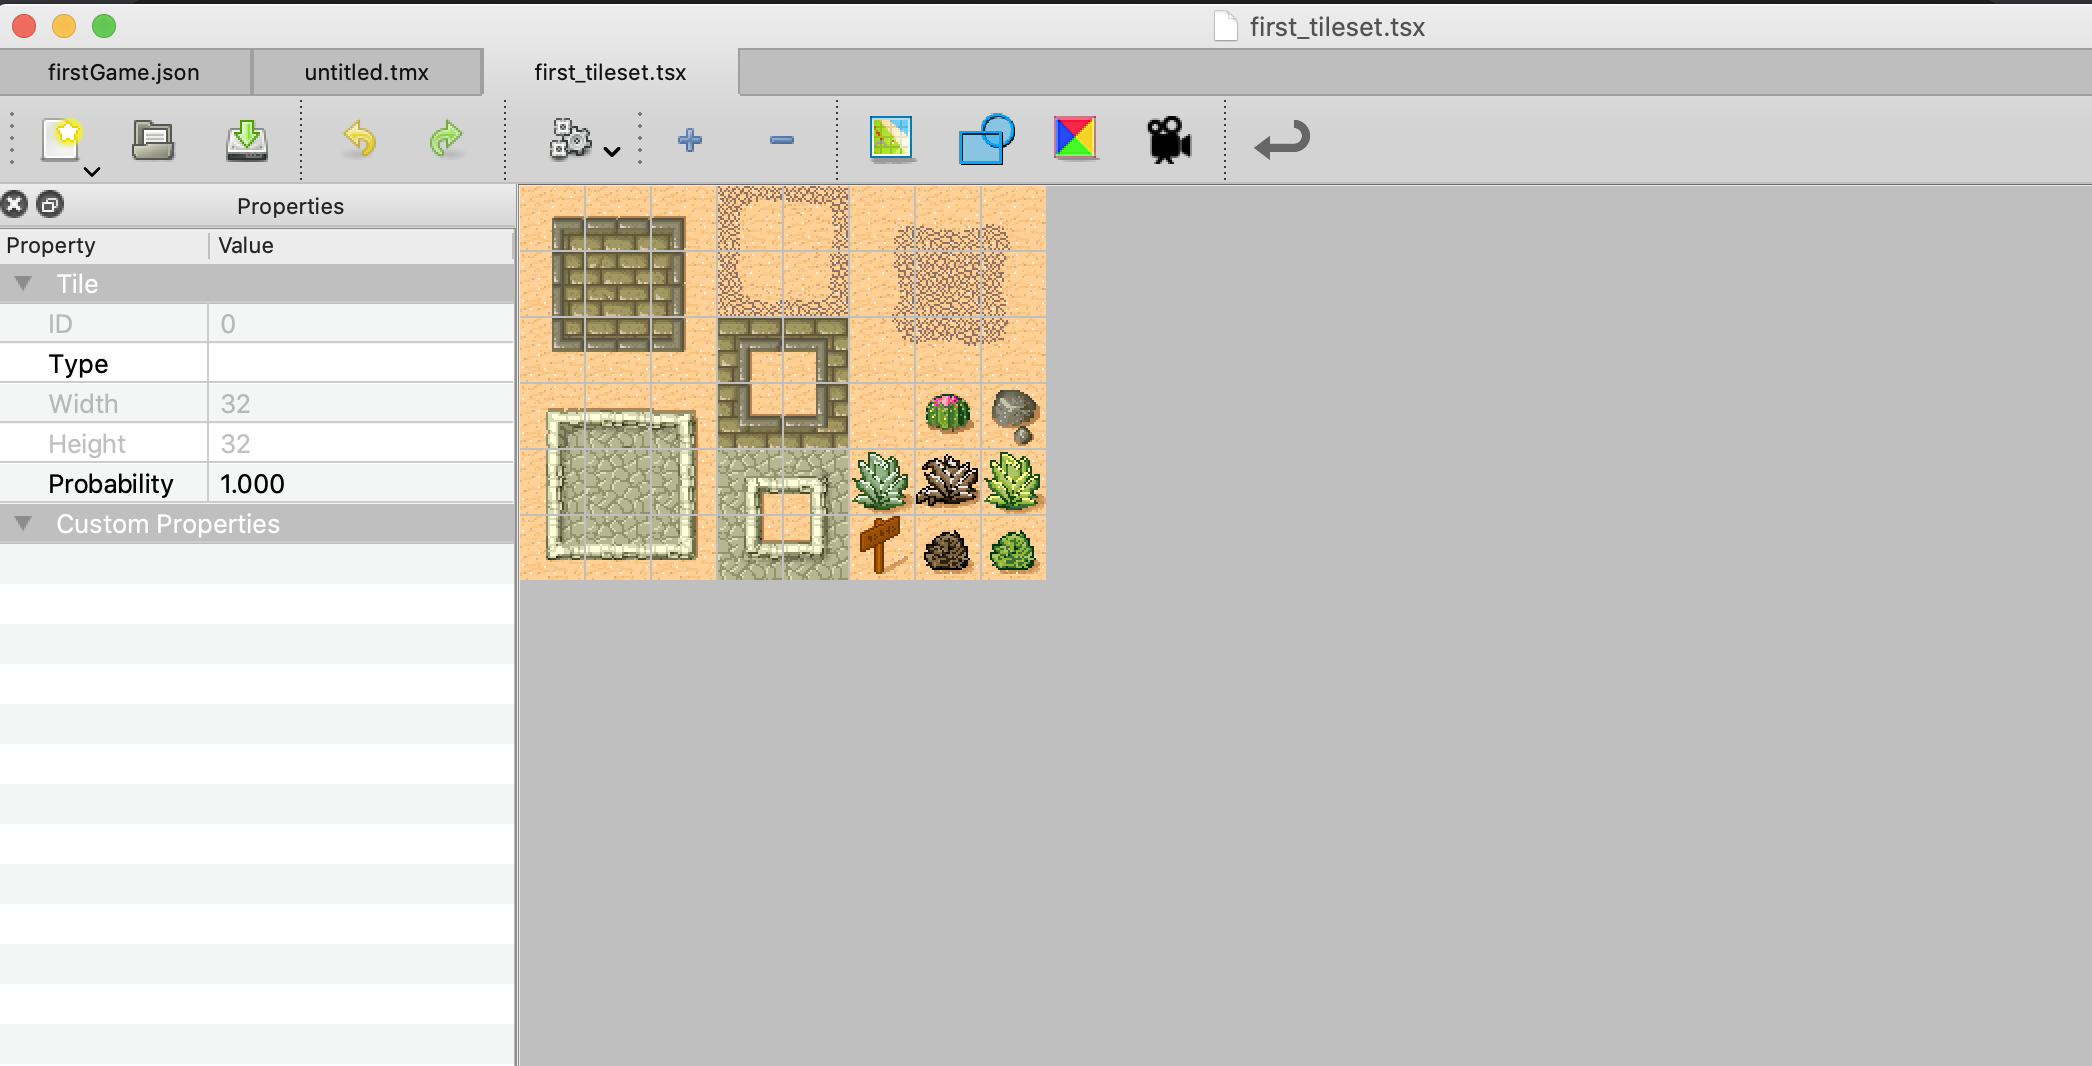 first_tileset.tsx
firstGame.json
untitled.tmx
first_tileset.tsx
Properties
Property Value
Tile
ID 0
Type
Width 32
Height 32
Probability 1.000
Custom Properties